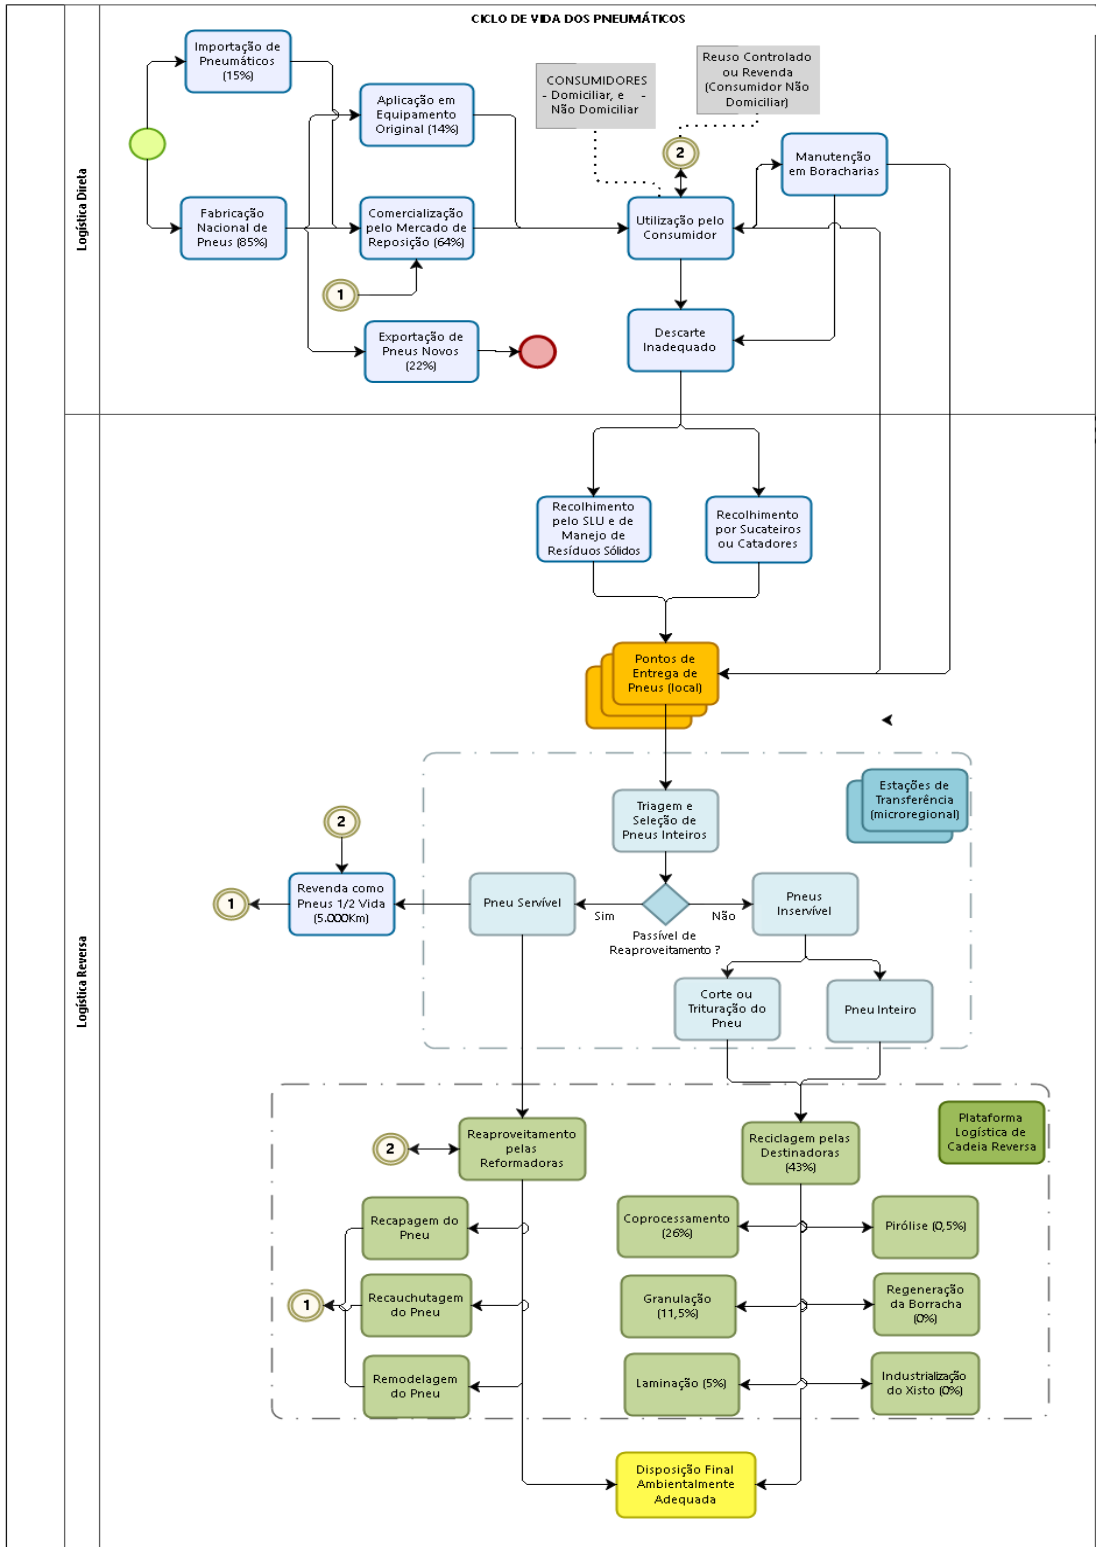 CICLO DE VIDA DOS PNEUMÁTICOS
Logística Direta
Importação de
Pneumáticos
(15%)
Aplicação em
Equipamento
Original (14%)
CONSUMIDORES
- Domiciliar, e -
Não Domiciliar
Reuso Controlado
ou Revenda
(Consumidor Não
Domiciliar)
2
Manutenção
em Boracharias
Fabricação
Nacional de
Pneus (85%)
Comercialização
pelo Mercado de
Reposição (64%)
Utilização pelo
Consumidor
1
Exportação de
Pneus Novos
(22%)
Descarte
Inadequado
Logística Reversa
Recolhimento
pelo SLU e de
Manejo de
Resíduos Sólidos
Recolhimento
por Sucateiros
ou Catadores
Pontos de
Entrega de
Pneus (local)
Estações de
Transferência
(microregional)
Triagem e
Seleção de
Pneus Inteiros
2
1
Revenda como
Pneus 1/2 Vida
(5.000Km)
Pneu Servível
Sim
Não
Passível de
Reaproveitamento ?
Pneus
Inservível
Corte ou
Trituração do
Pneu
Pneu Inteiro
Plataforma
Logística de
Cadeia Reversa
2
Reaproveitamento
pelas
Reformadoras
Reciclagem pelas
Destinadoras
(43%)
Recapagem do
Pneu
Coprocessamento
(26%)
Pirólise (0,5%)
1
Recauchutagem
do Pneu
Granulação
(11,5%)
Regeneração
da Borracha
(0%)
Remodelagem
do Pneu
Laminação (5%)
Industrialização
do Xisto (0%)
Disposição Final
Ambientalmente
Adequada